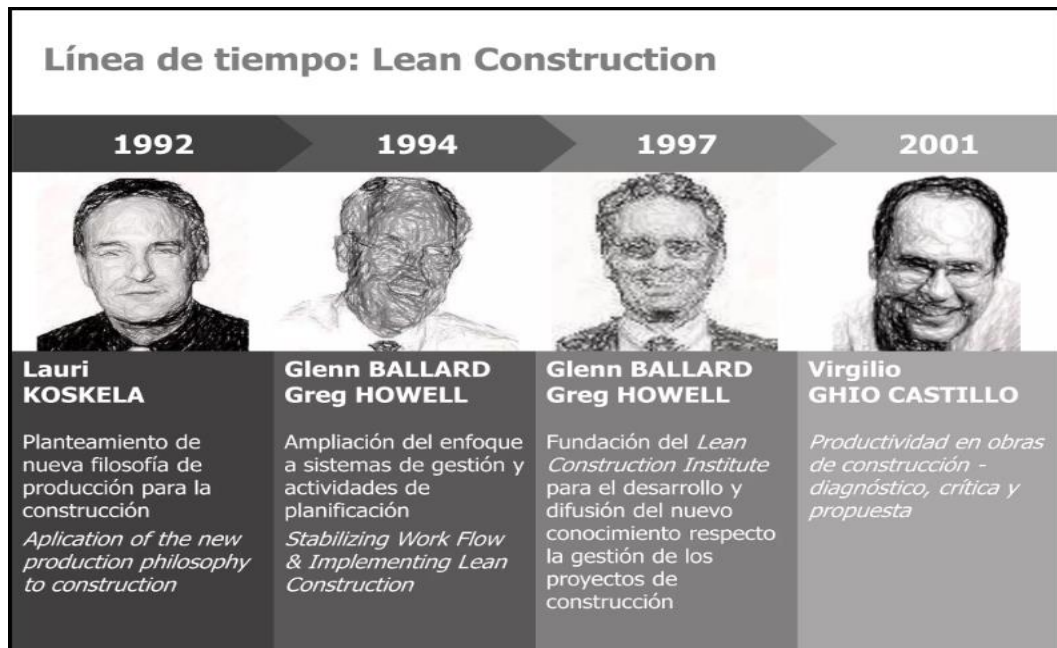 Línea de tiempo: Lean Construction
1992
1994
1997
2001
Lauri
KOSKELA
Planteamiento de
nueva filosofía de
producción para la
construcción
Aplication of the new
production philosophy
to construction
Glenn BALLARD
Greg HOWELL
Ampliación del enfoque
a sistemas de gestión y
actividades de
planificación
Stabilizing Work Flow
& Implementing Lean
Construction
Glenn BALLARD
Greg HOWELL
Fundación del Lean
Construction Institute
para el desarrollo y
difusión del nuevo
conocimiento respecto
la gestión de los
proyectos de
construcción
Virgilio
GHIO CASTILLO
Productividad en obras
de construcción -
diagnóstico, crítica y
propuesta